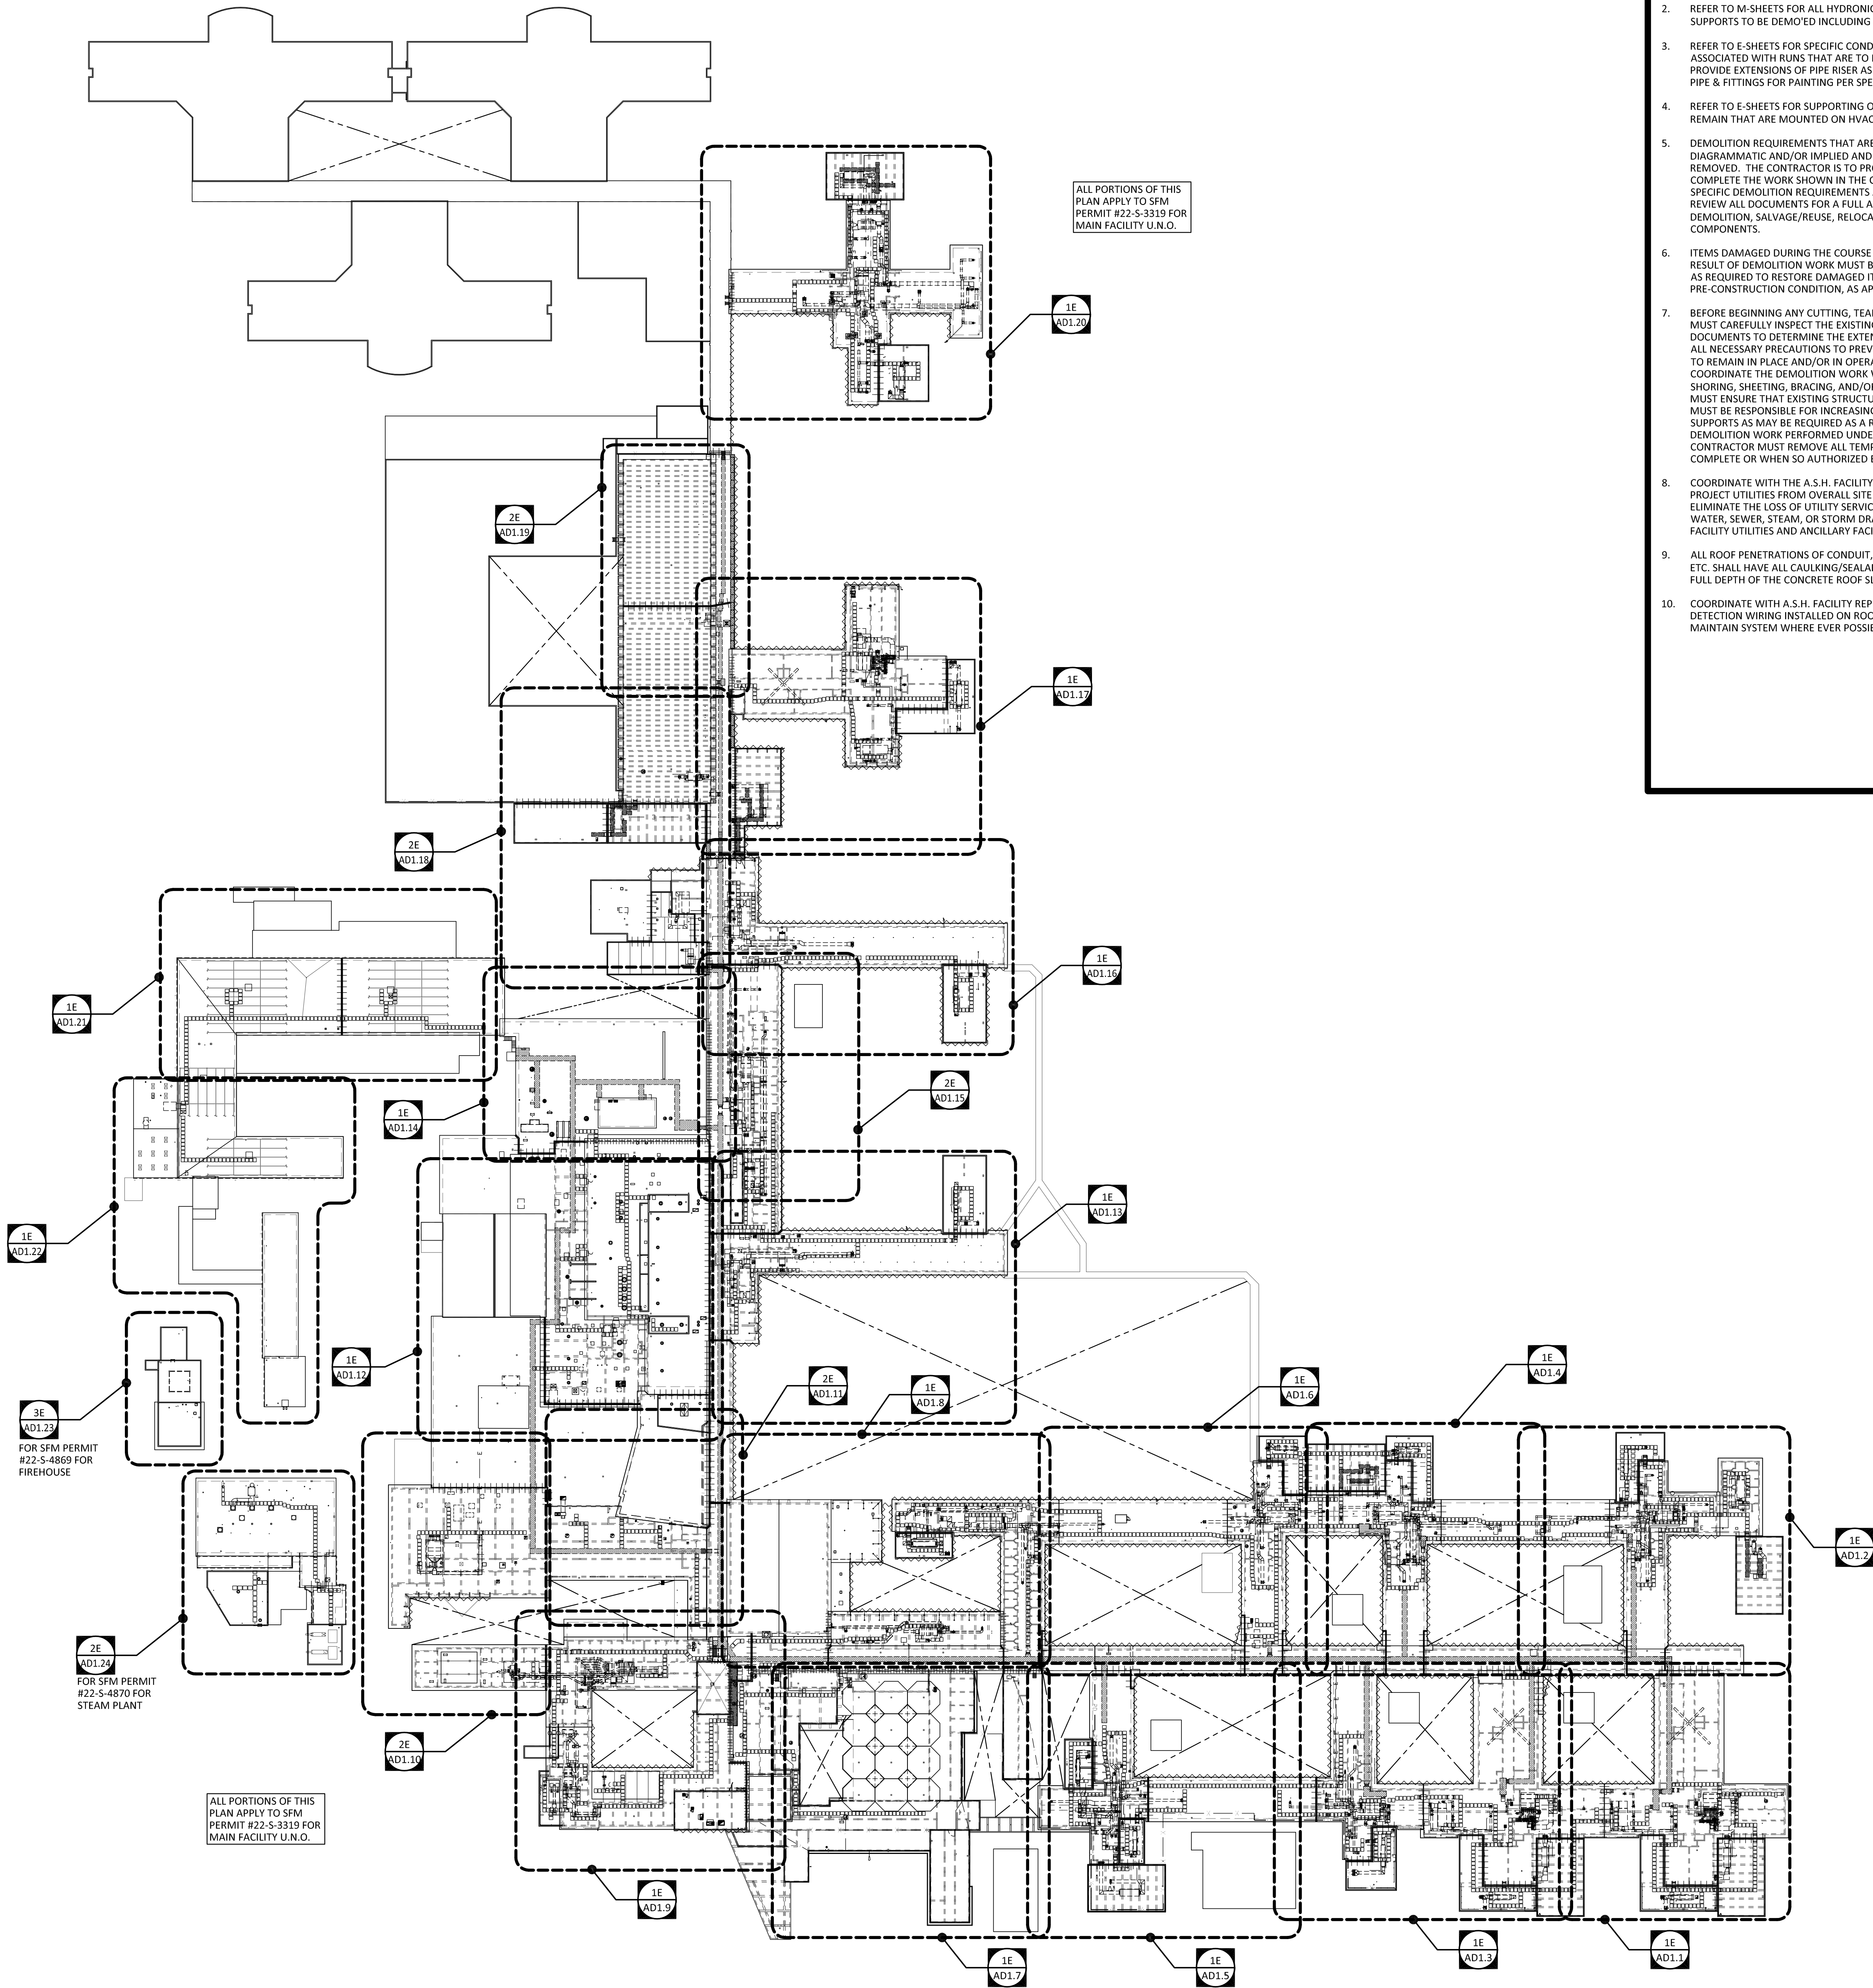 2. REFER TO M-SHEETS FOR ALL HYDRONIC
SUPPORTS TO BE DEMO'ED INCLUDING
3. REFER TO E-SHEETS FOR SPECIFIC COND
ASSOCIATED WITH RUNS THAT ARE TO
PROVIDE EXTENSIONS OF PIPE RISER AS
PIPE & FITTINGS FOR PAINTING PER SPE
4. REFER TO E-SHEETS FOR SUPPORTING O
REMAIN THAT ARE MOUNTED ON HVAC
5. DEMOLITION REQUIREMENTS THAT ARE
DIAGRAMMATIC AND/OR IMPLIED AND
REMOVED. THE CONTRACTOR IS TO PRO
COMPLETE THE WORK SHOWN IN THE
SPECIFIC DEMOLITION REQUIREMENTS
REVIEW ALL DOCUMENTS FOR A FULL A
DEMOLITION, SALVAGE/REUSE, RELOCA
COMPONENTS.
6. ITEMS DAMAGED DURING THE COURSE
RESULT OF DEMOLITION WORK MUST B
AS REQUIRED TO RESTORE DAMAGED IT
PRE-CONSTRUCTION CONDITION, AS AP
7. BEFORE BEGINNING ANY CUTTING, TEA
MUST CAREFULLY INSPECT THE EXISTING
DOCUMENTS TO DETERMINE THE EXTEN
ALL NECESSARY PRECAUTIONS TO PREV
TO REMAIN IN PLACE AND/OR IN OPERA
COORDINATE THE DEMOLITION WORK
SHORING, SHEETING, BRACING, AND/O
MUST ENSURE THAT EXISTING STRUCTU
MUST BE RESPONSIBLE FOR INCREASING
SUPPORTS AS MAY BE REQUIRED AS A R
DEMOLITION WORK PERFORMED UNDE
CONTRACTOR MUST REMOVE ALL TEMP
COMPLETE OR WHEN SO AUTHORIZED
8. COORDINATE WITH THE A.S.H. FACILITY
PROJECT UTILITIES FROM OVERALL SITE
ELIMINATE THE LOSS OF UTILITY SERVIC
WATER, SEWER, STEAM, OR STORM DRA
FACILITY UTILITIES AND ANCILLARY FACI
9. ALL ROOF PENETRATIONS OF CONDUIT,
ETC. SHALL HAVE ALL CAULKING/SEALA
FULL DEPTH OF THE CONCRETE ROOF SL
10. COORDINATE WITH A.S.H. FACILITY REP
DETECTION WIRING INSTALLED ON ROO
MAINTAIN SYSTEM WHERE EVER POSSI
ALL PORTIONS OF THIS
PLAN APPLY TO SFM
PERMIT #22-S-3319 FOR
MAIN FACILITY U.N.O.
1E
AD1.20
2E
AD1.19
1E
AD1.17
2E
AD1.18
1E
AD1.16
1E
AD1.21
2E
AD1.15
1E
AD1.14
1E
AD1.13
1E
AD1.22
1E
AD1.12
2E
AD1.11
1E
AD1.8
1E
AD1.6
1E
AD1.4
3E
AD1.23
FOR SFM PERMIT
#22-S-4869 FOR
FIREHOUSE
1E
AD1.2
2E
AD1.24
FOR SFM PERMIT
#22-S-4870 FOR
STEAM PLANT
2E
AD1.10
ALL PORTIONS OF THIS
PLAN APPLY TO SFM
PERMIT #22-S-3319 FOR
MAIN FACILITY U.N.O.
1E
AD1.9
1E
AD1.7
1E
AD1.5
1E
AD1.3
1E
AD1.1